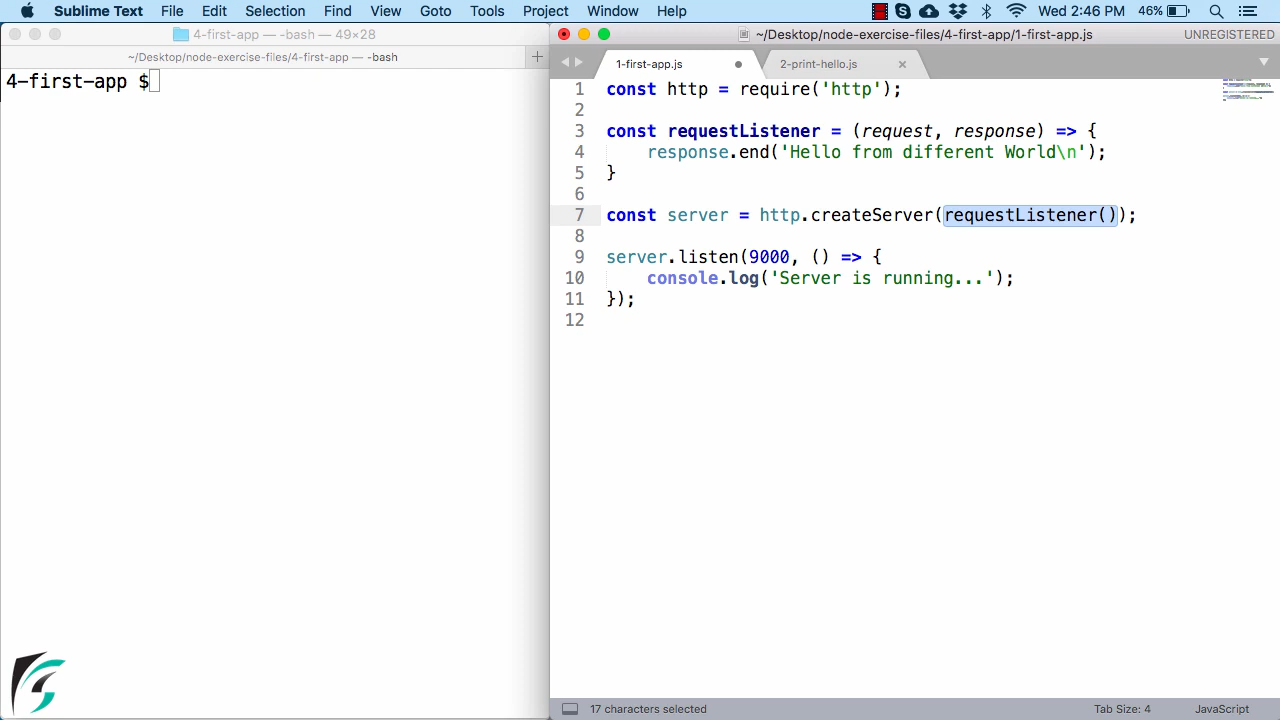 Sublime Text File Edit Selection Find View Goto Tools Project Window Help Wed 2:46 PM 46%
4-first-app — -bash — 49×28
~/Desktop/node-exercise-files/4-first-app — -bash +
4-first-app $
~/Desktop/node-exercise-files/4-first-app/1-first-app.js UNREGISTERED
1-first-app.js 2-print-hello.js
1 const http = require('http');
2
3 const requestListener = (request, response) => {
4 response.end('Hello from different World\n');
5 }
6
7 const server = http.createServer(requestListener());
8
9 server.listen(9000, () => {
10 console.log('Server is running...');
11 });
12
17 characters selected Tab Size: 4 JavaScript